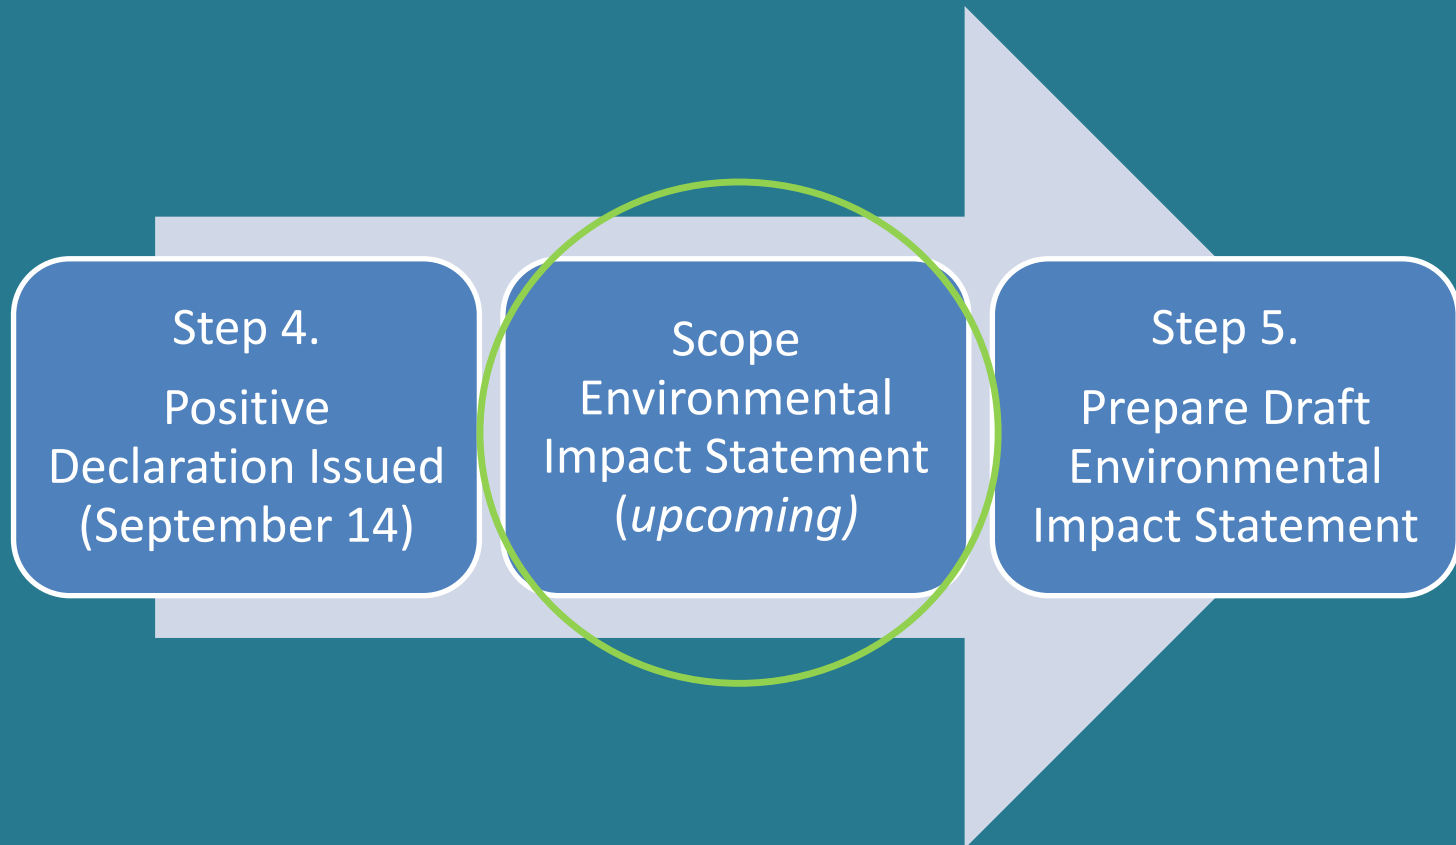 Step 4.
Positive
Declaration Issued
(September 14)
Scope
Environmental
Impact Statement
(upcoming)
Step 5.
Prepare Draft
Environmental
Impact Statement